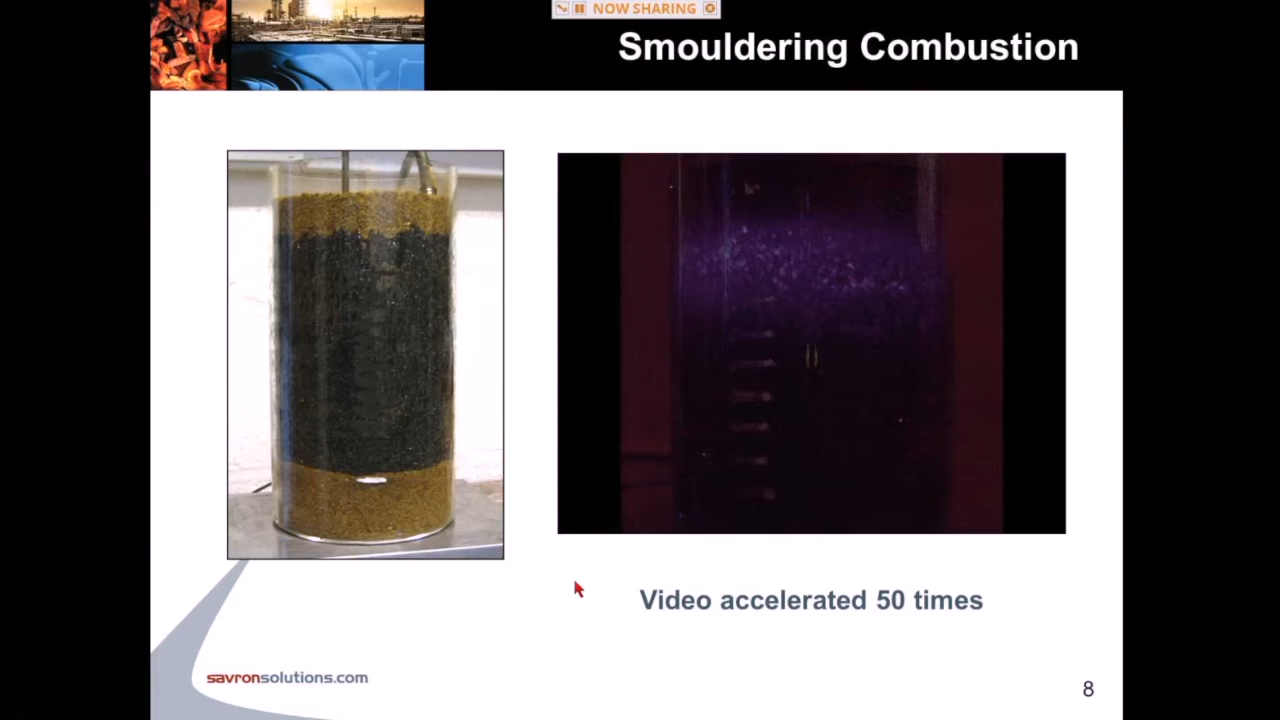 NOW SHARING
Smouldering Combustion
Video accelerated 50 times
savronsolutions.com
8